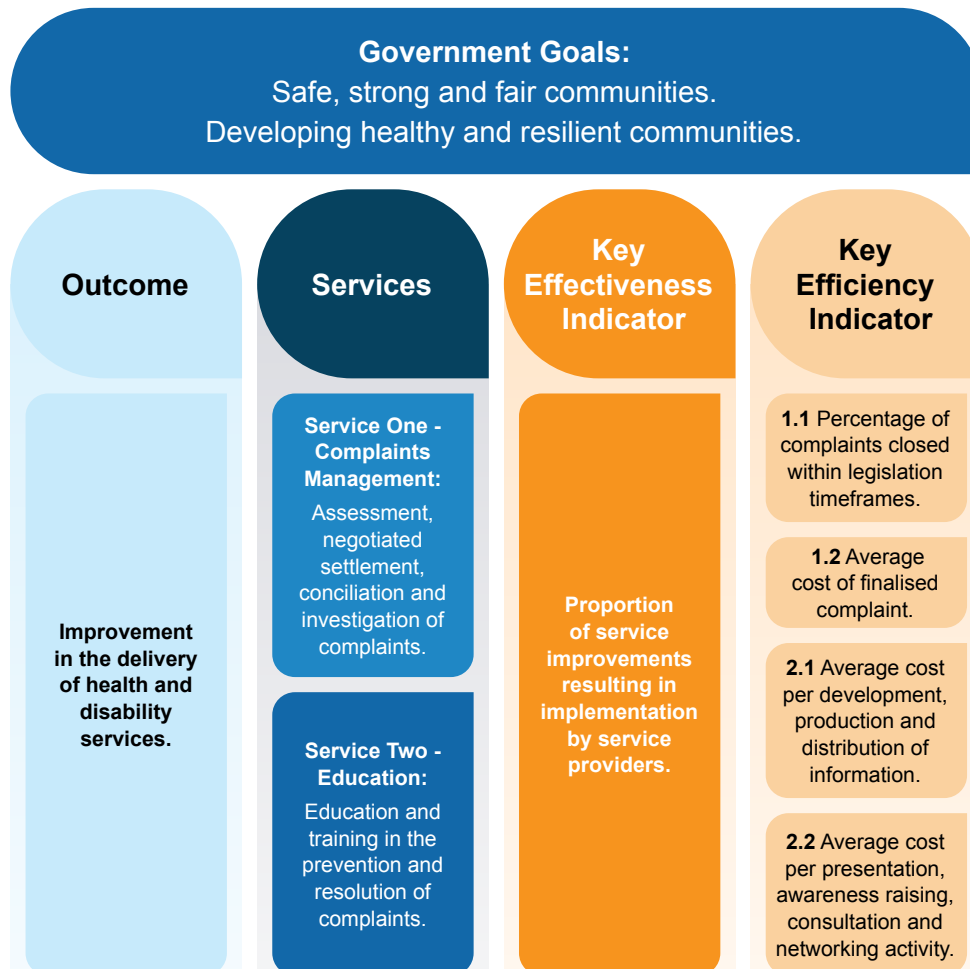 Government Goals:
Safe, strong and fair communities.
Developing healthy and resilient communities.
Outcome
Improvement
in the delivery
of health and
disability
services.
Services
Service One -
Complaints
Management:
Assessment,
negotiated
settlement,
conciliation and
investigation of
complaints.
Service Two -
Education:
Education and
training in the
prevention and
resolution of
complaints.
Key
Effectiveness
Indicator
Proportion
of service
improvements
resulting in
implementation
by service
providers.
Key
Efficiency
Indicator
1.1 Percentage of
complaints closed
within legislation
timeframes.
1.2 Average
cost of finalised
complaint.
2.1 Average cost
per development,
production and
distribution of
information.
2.2 Average cost
per presentation,
awareness raising,
consultation and
networking activity.